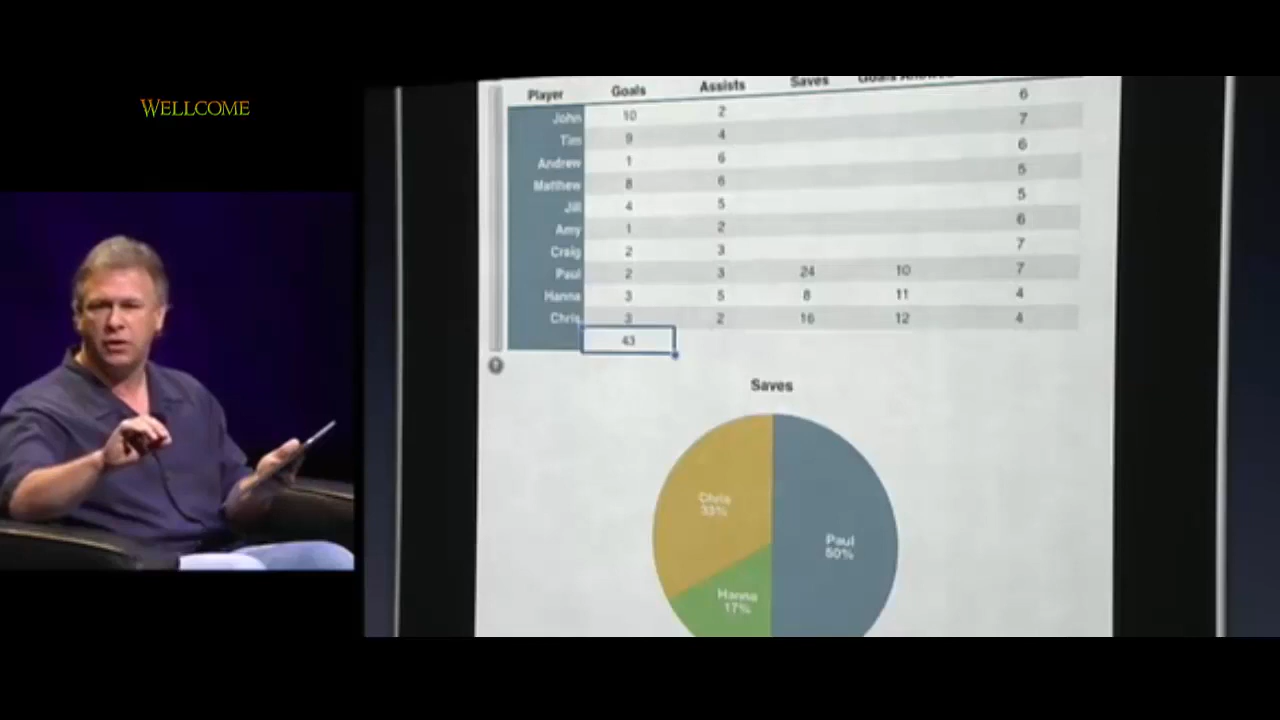 WELLCOME
Player Goals Assists Saves Goals
John 10 2 6
Tim 9 4 7
Andrew 1 6 6
Matthew 8 6 5
Jill 4 5 5
Amy 1 2 6
Craig 2 3 7
Paul 2 3 24 10 7
Hanna 3 5 8 11 4
Chris 3 2 16 12 4
43
Saves
Chris
33%
Paul
50%
Hanna
17%